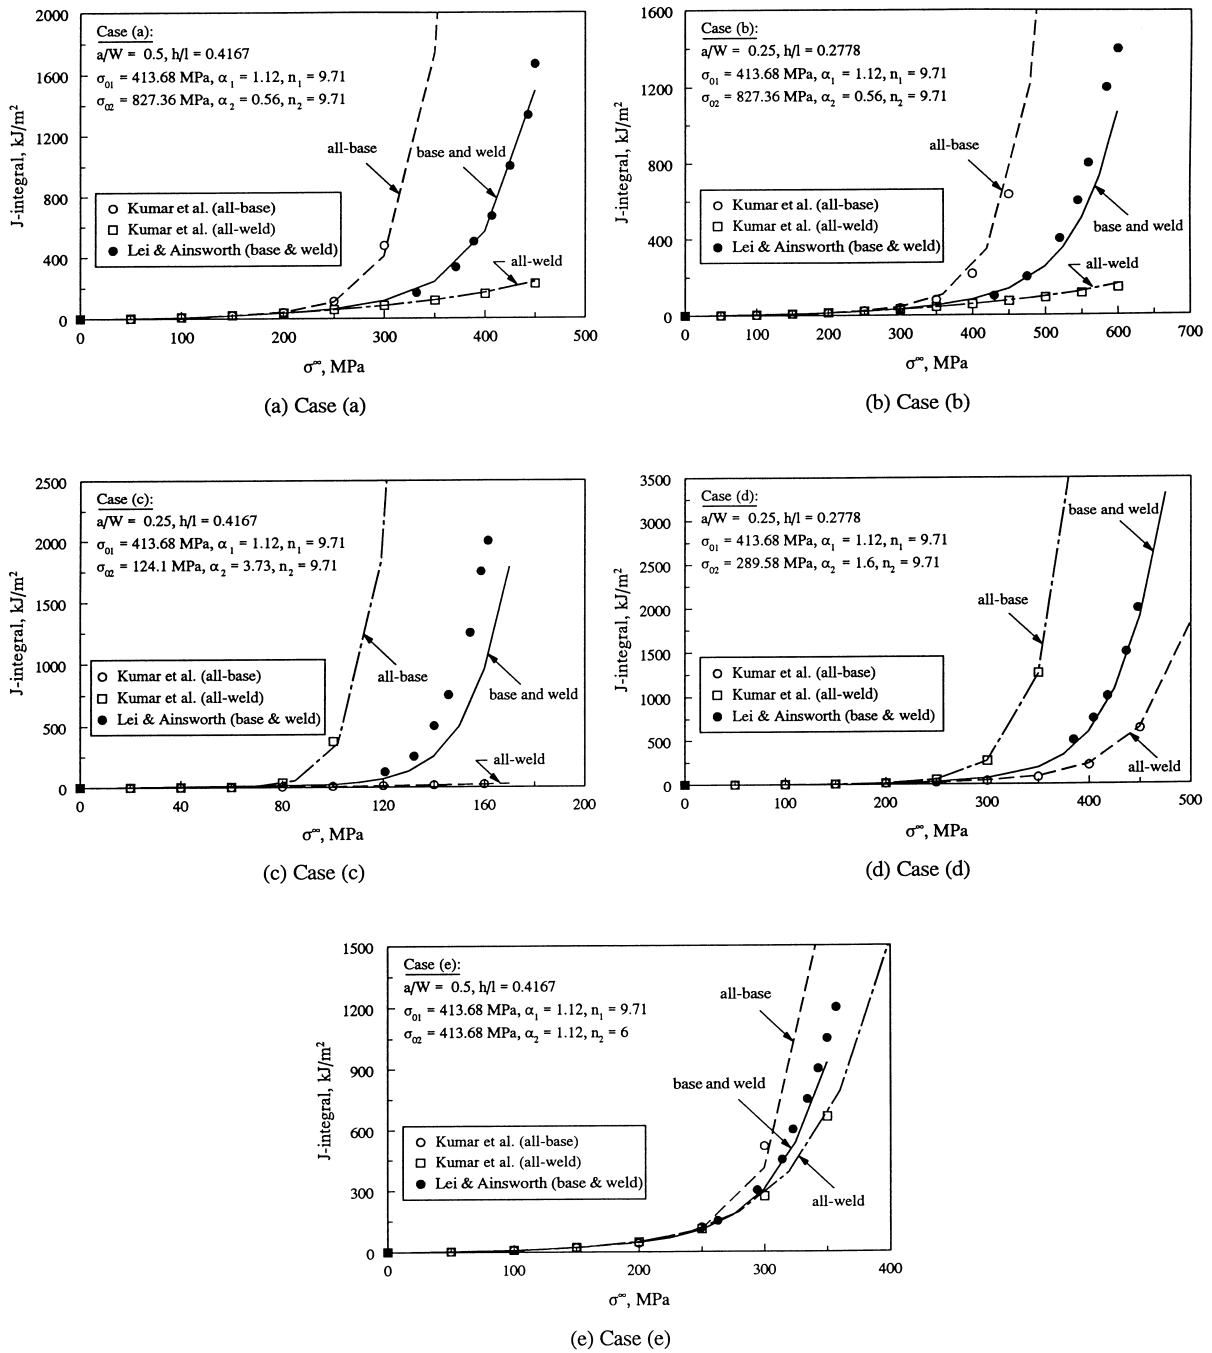 2000
1600
1200
800
400
0
J-integral, kJ/m²
Case (a):
a/W = 0.5, h/l = 0.4167
σ₀₁ = 413.68 MPa, α₁ = 1.12, n₁ = 9.71
σ₀₂ = 827.36 MPa, α₂ = 0.56, n₂ = 9.71
all-base
base and weld
Kumar et al. (all-base)
Kumar et al. (all-weld)
Lei & Ainsworth (base & weld)
all-weld
0 100 200 300 400 500
σ∞, MPa
(a) Case (a)
1600
1200
800
400
0
J-integral, kJ/m²
Case (b):
a/W = 0.25, h/l = 0.2778
σ₀₁ = 413.68 MPa, α₁ = 1.12, n₁ = 9.71
σ₀₂ = 827.36 MPa, α₂ = 0.56, n₂ = 9.71
all-base
Kumar et al. (all-base)
Kumar et al. (all-weld)
Lei & Ainsworth (base & weld)
base and weld
all-weld
0 100 200 300 400 500 600 700
σ∞, MPa
(b) Case (b)
2500
2000
1500
1000
500
0
J-integral, kJ/m²
Case (c):
a/W = 0.25, h/l = 0.4167
σ₀₁ = 413.68 MPa, α₁ = 1.12, n₁ = 9.71
σ₀₂ = 124.1 MPa, α₂ = 3.73, n₂ = 9.71
Kumar et al. (all-base)
Kumar et al. (all-weld)
Lei & Ainsworth (base & weld)
all-base
base and weld
all-weld
0 40 80 120 160 200
σ∞, MPa
(c) Case (c)
3500
3000
2500
2000
1500
1000
500
0
J-integral, kJ/m²
Case (d):
a/W = 0.25, h/l = 0.2778
σ₀₁ = 413.68 MPa, α₁ = 1.12, n₁ = 9.71
σ₀₂ = 289.58 MPa, α₂ = 1.6, n₂ = 9.71
base and weld
all-base
Kumar et al. (all-base)
Kumar et al. (all-weld)
Lei & Ainsworth (base & weld)
all-weld
0 100 200 300 400 500
σ∞, MPa
(d) Case (d)
1500
1200
900
600
300
0
J-integral, kJ/m²
Case (e):
a/W = 0.5, h/l = 0.4167
σ₀₁ = 413.68 MPa, α₁ = 1.12, n₁ = 9.71
σ₀₂ = 413.68 MPa, α₂ = 1.12, n₂ = 6
all-base
base and weld
Kumar et al. (all-base)
Kumar et al. (all-weld)
Lei & Ainsworth (base & weld)
all-weld
0 100 200 300 400
σ∞, MPa
(e) Case (e)